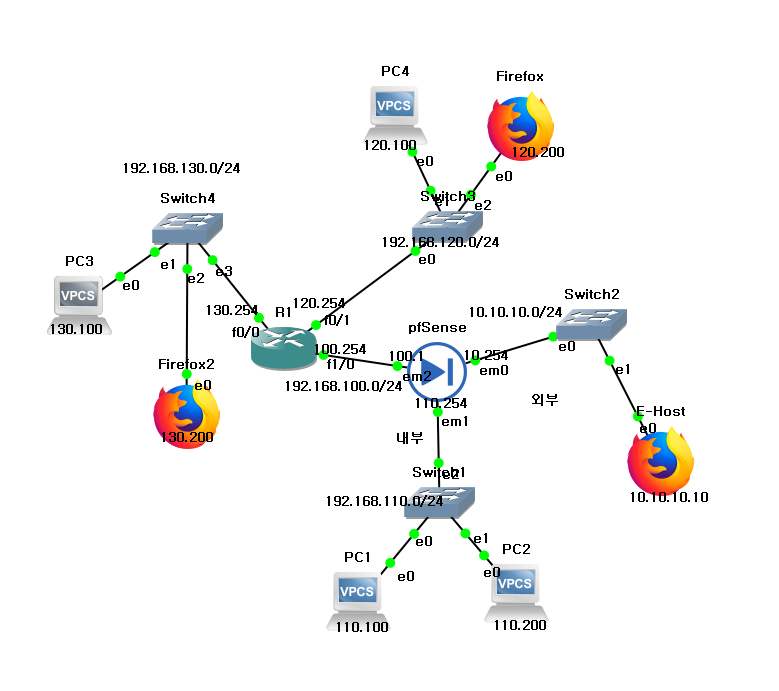 PC4
Firefox
VPCS
120.100
120.200
e0
e0
192.168.130.0/24
Switch4
Switch3
e1
e2
192.168.120.0/24
e0
PC3
VPCS
e0
130.100
e1
e2
e3
130.254
f0/0
R1
120.254
f0/1
100.254
f1/0
192.168.100.0/24
pfSense
100.1
em2
10.254
em0
110.254
em1
10.10.10.0/24
Switch2
e0
e1
외부
E-Host
e0
10.10.10.10
Firefox2
e0
130.200
내부
Switch1
e2
192.168.110.0/24
e0
e1
PC1
e0
VPCS
110.100
PC2
e0
VPCS
110.200